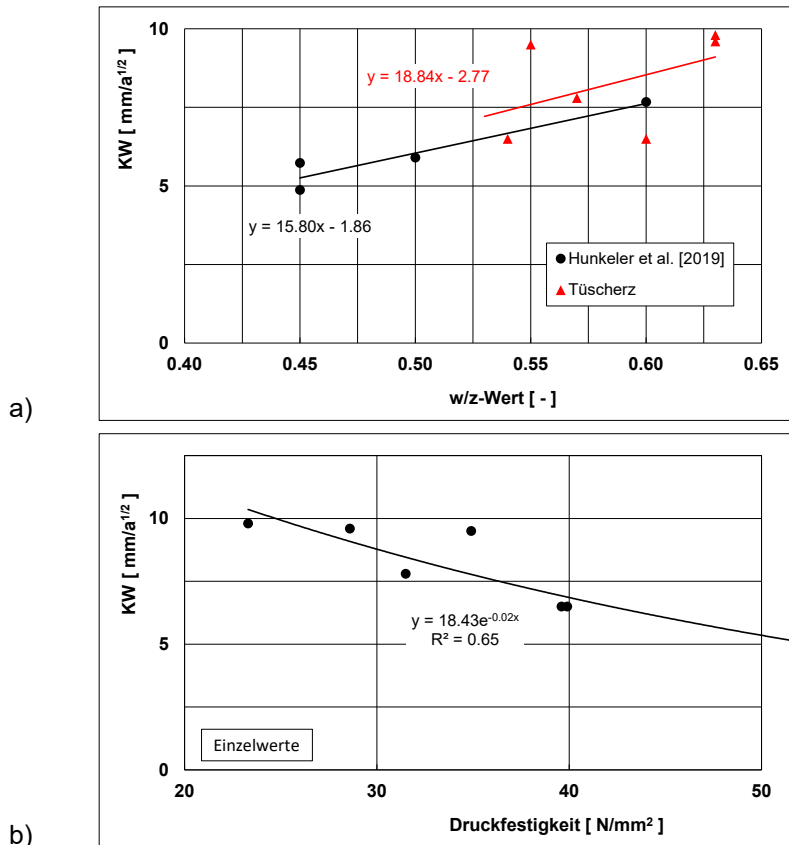 10
y = 18.84x - 2.77
KW [ mm/a1/2 ]
5
y = 15.80x - 1.86
Hunkeler et al. [2019]
Tüscherz
0
0.40 0.45 0.50 0.55 0.60 0.65
w/z-Wert [ - ]
a)
10
KW [ mm/a1/2 ]
y = 18.43e-0.02x
R² = 0.65
5
Einzelwerte
0
20 30 40 50
Druckfestigkeit [ N/mm2 ]
b)